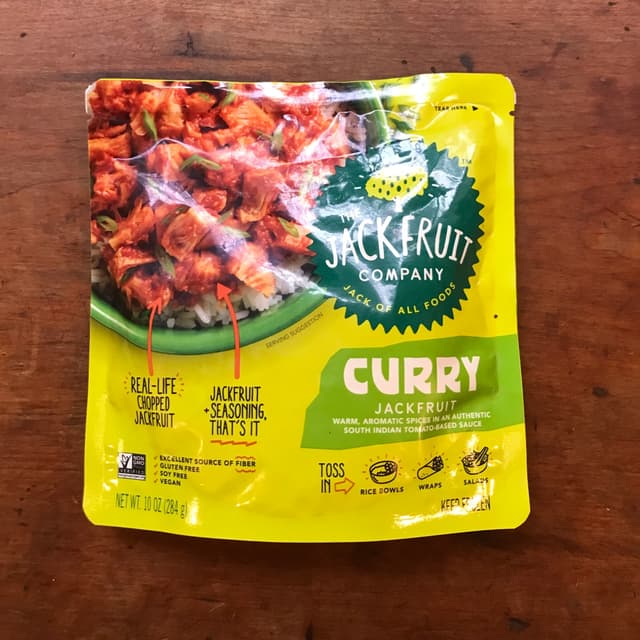 TEAR HERE
THE
JACKFRUIT
COMPANY
™
JACK OF ALL FOODS
SERVING SUGGESTION
REAL-LIFE
CHOPPED
JACKFRUIT
JACKFRUIT
+ SEASONING,
THAT'S IT
CURRY
JACKFRUIT
WARM, AROMATIC SPICES IN AN AUTHENTIC
SOUTH INDIAN TOMATO-BASED SAUCE
NON
GMO
VERIFIED
✓ EXCELLENT SOURCE OF FIBER
✓ GLUTEN FREE
✓ SOY FREE
✓ VEGAN
TOSS
IN
RICE BOWLS
WRAPS
SALADS
NET WT. 10 OZ (284 g)
KEEP FROZEN